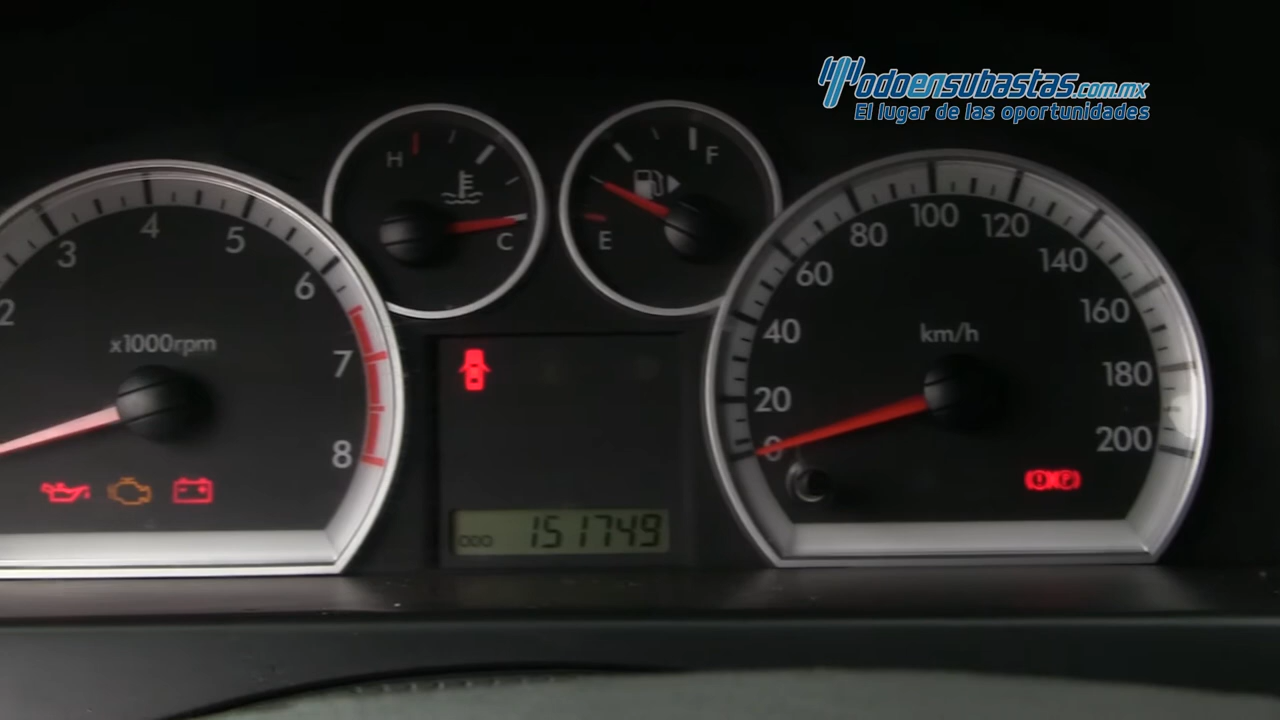 Todoensubastas.com.mx
El lugar de las oportunidades
H
C
F
E
2
3
4
5
6
7
8
x1000rpm
0
20
40
60
80
100
120
140
160
180
200
km/h
P
ODO 151749